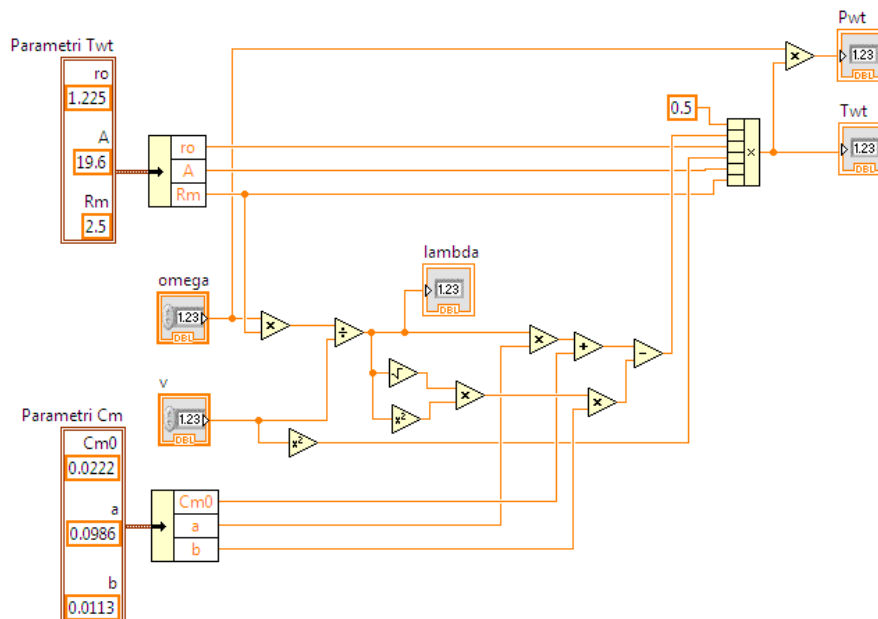 Parametri Twt
ro
1.225
A
19.6
Rm
2.5
ro
A
Rm
0.5
×
×
Pwt
1.23
DBL
Twt
1.23
DBL
lambda
1.23
DBL
omega
1.23
DBL
×
÷
×
+
−
√
x²
×
×
v
1.23
DBL
x²
Parametri Cm
Cm0
0.0222
a
0.0986
b
0.0113
Cm0
a
b